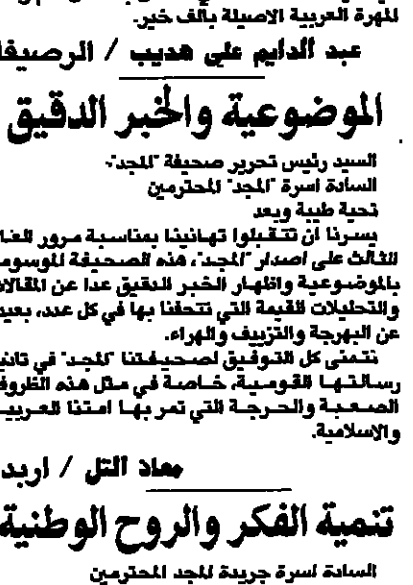 للمهرة العربية الاصيلة بألف خير.
عبد الدايم علي هديب / الرصيفة
الموضوعية والخبر الدقيق
السيد رئيس تحرير صحيفة "المجد"
السادة اسرة "المجد" المحترمين
تحية طيبة وبعد
يسرنا ان تتقبلوا تهانينا بمناسبة مرور
الثالث على اصدار "المجد"، هذه الصحيفة الموسومة
بالموضوعية واظهار الخبر الدقيق عدا عن المقالات
والتحليلات القيمة التي تتحفنا بها في كل عدد، بعيد
عن البهرجة والتزييف والهراء.
نتمنى كل التوفيق لصحيفتنا "المجد" في
رسالتها القومية، خاصة في مثل هذه الظروف
الصعبة والحرجة التي تمر بها امتنا العربية
والاسلامية.
معاذ التل / اربد
تنمية الفكر والروح الوطنية
السادة اسرة جريدة المجد المحترمين